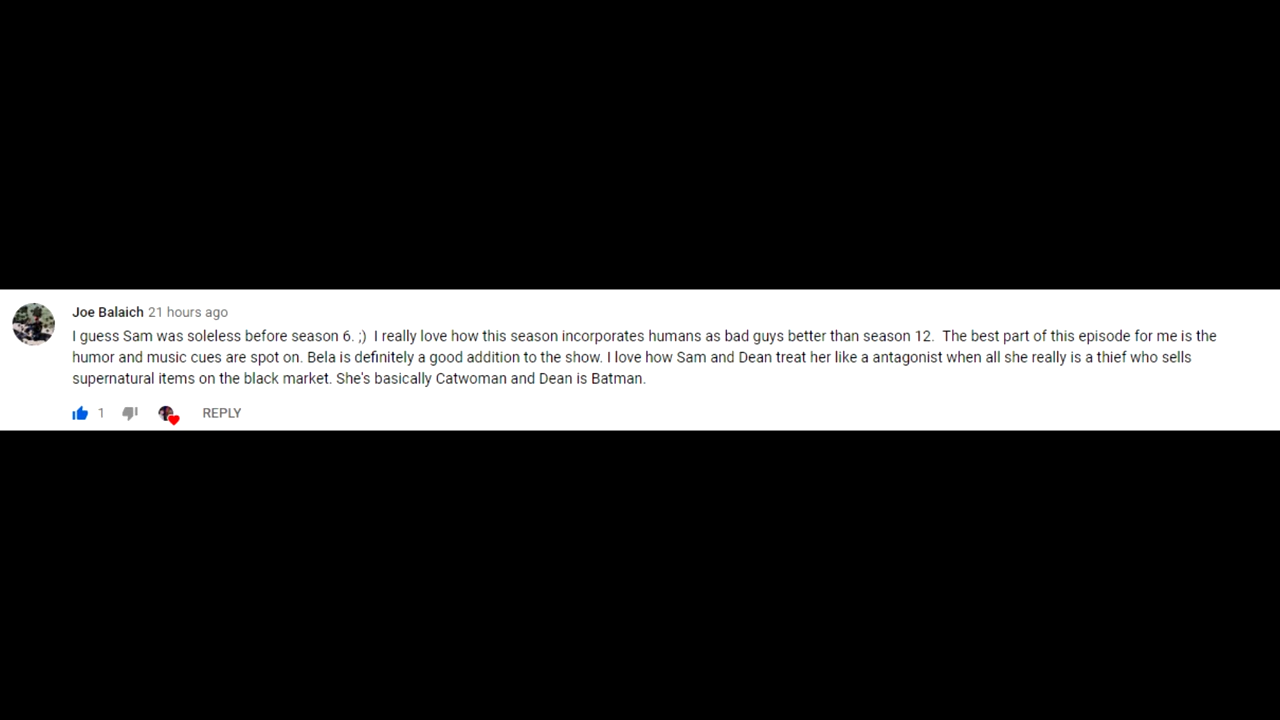 Joe Balaich 21 hours ago
I guess Sam was soleless before season 6. ;)  I really love how this season incorporates humans as bad guys better than season 12.  The best part of this episode for me is the
humor and music cues are spot on. Bela is definitely a good addition to the show. I love how Sam and Dean treat her like a antagonist when all she really is a thief who sells
supernatural items on the black market. She's basically Catwoman and Dean is Batman.
1 REPLY